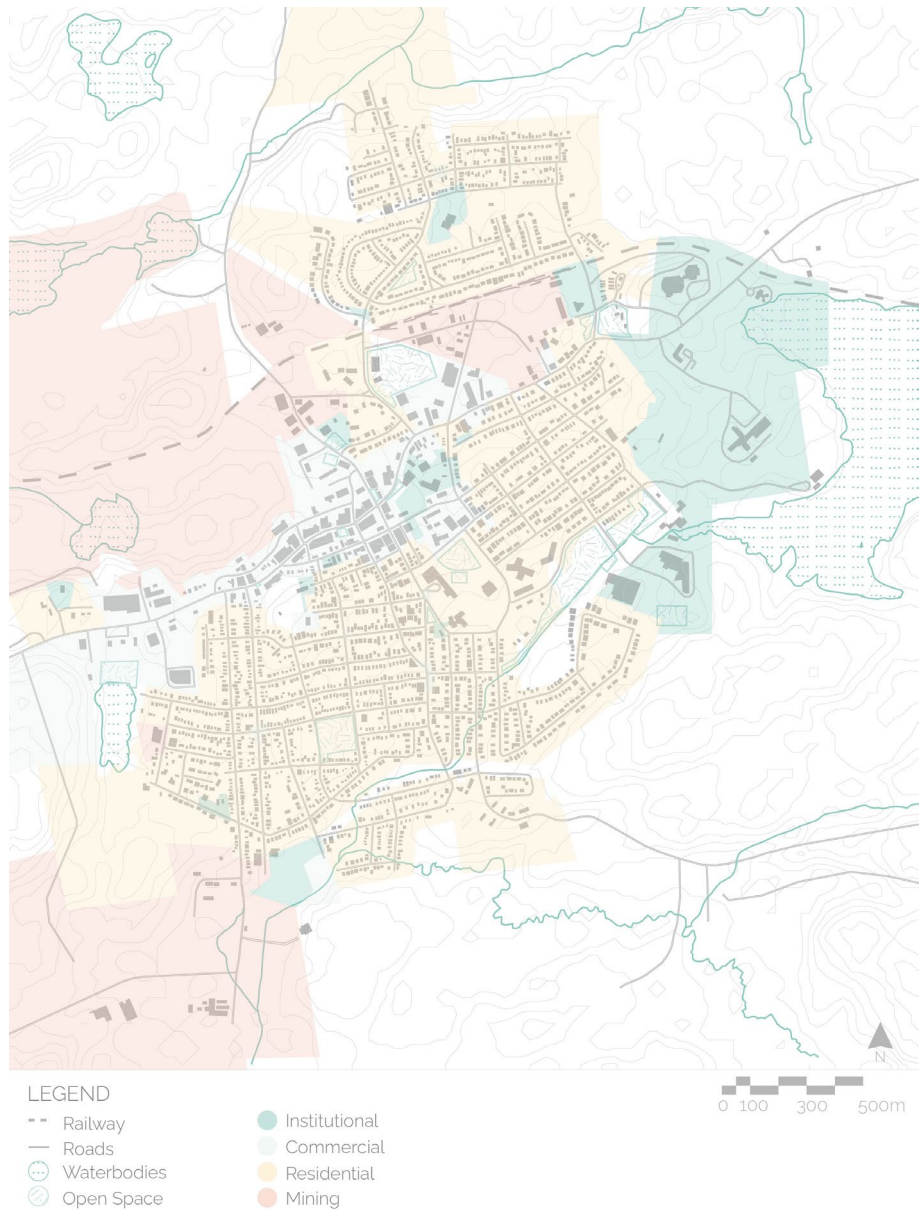 N
LEGEND
Railway
Roads
Waterbodies
Open Space
Institutional
Commercial
Residential
Mining
0 100 300 500m